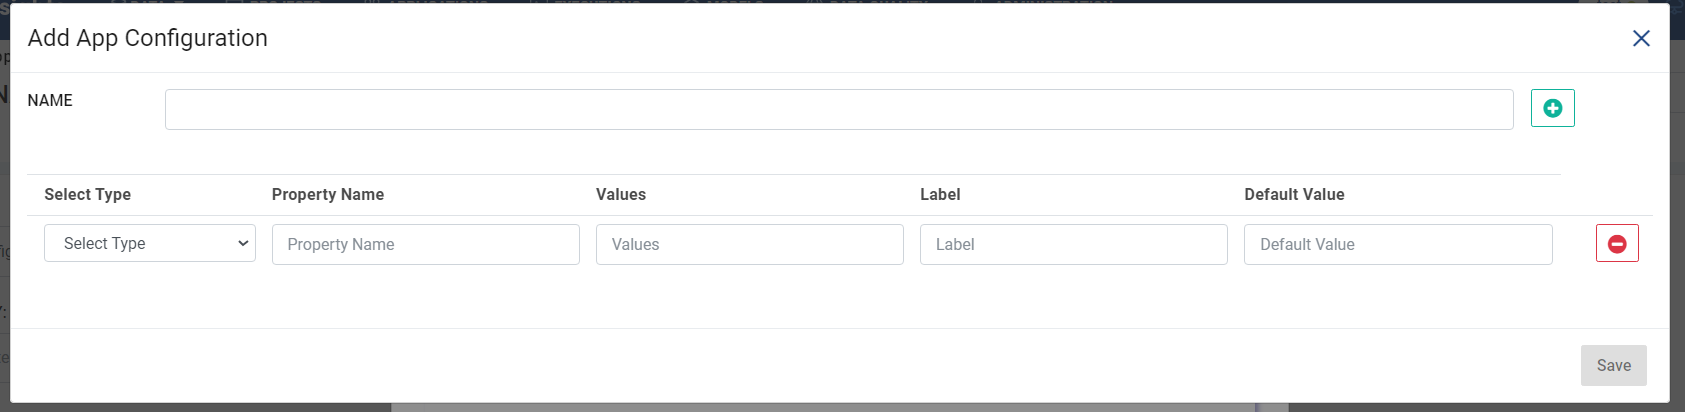 Add App Configuration
NAME
Select Type Property Name Values Label Default Value
Select Type Property Name Values Label Default Value
Save